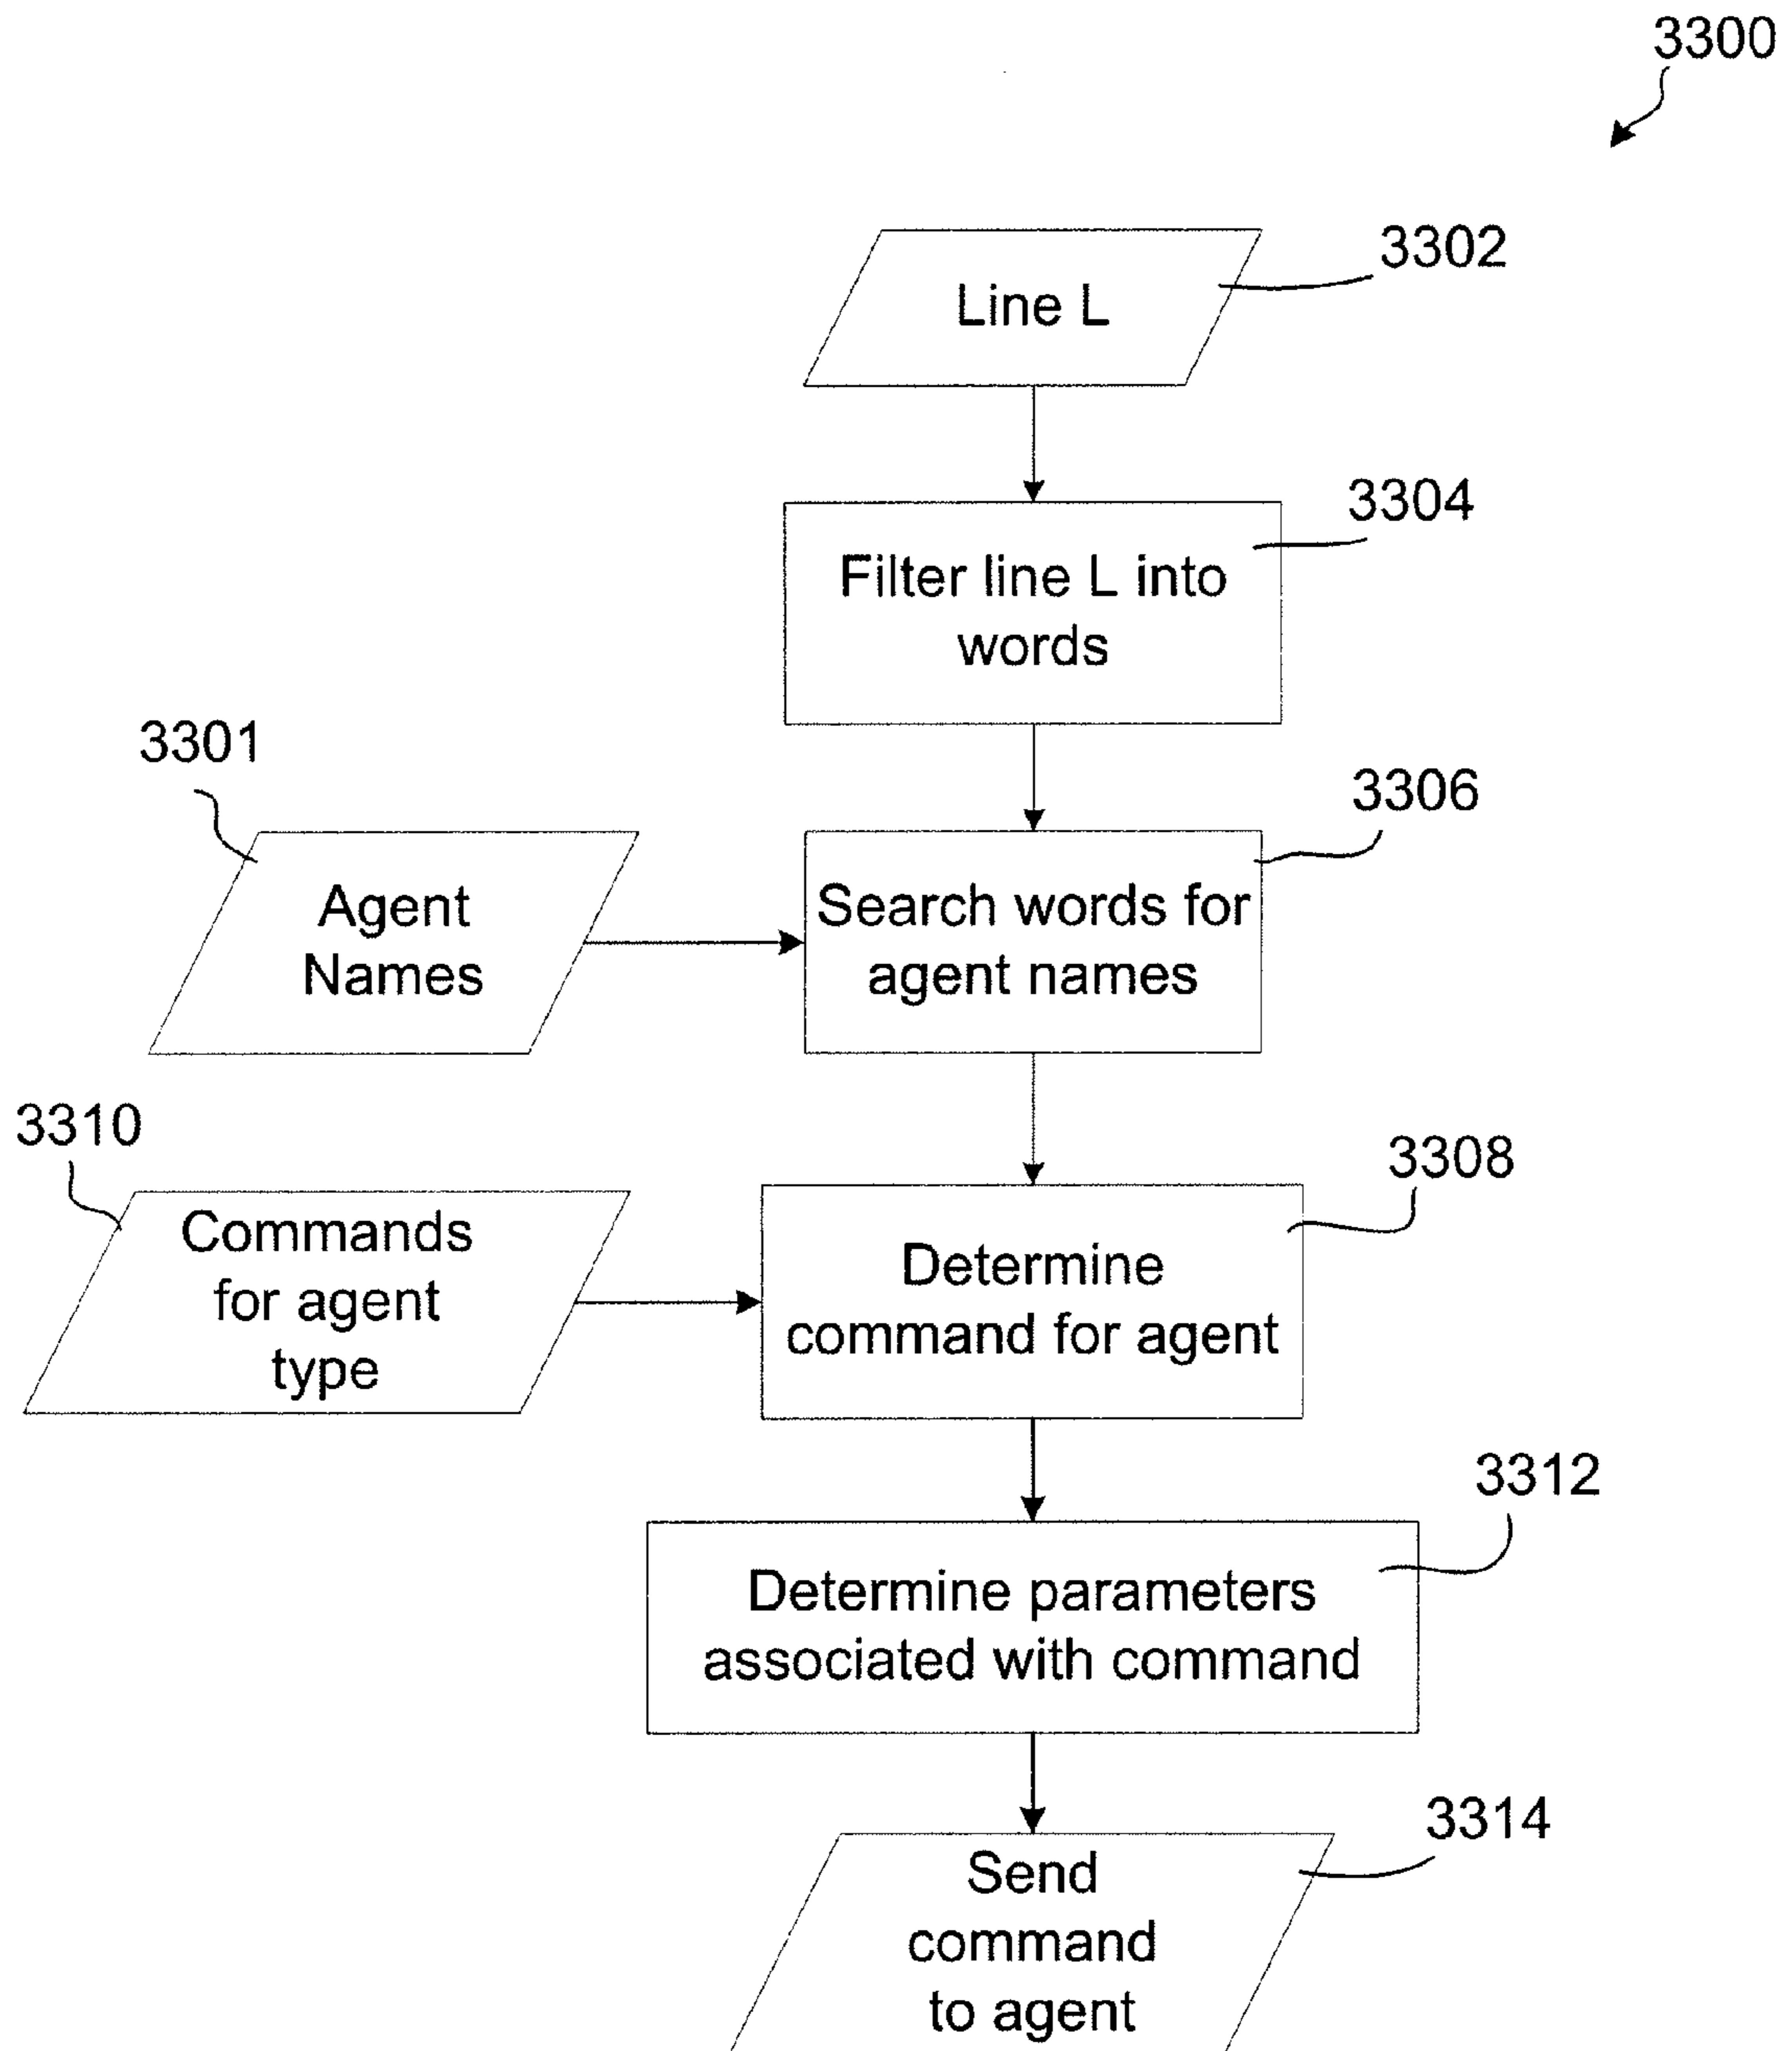 3300
3302
Line L
3304
Filter line L into
words
3301
3306
Agent
Names
Search words for
agent names
3310
3308
Commands
for agent
type
Determine
command for agent
3312
Determine parameters
associated with command
3314
Send
command
to agent